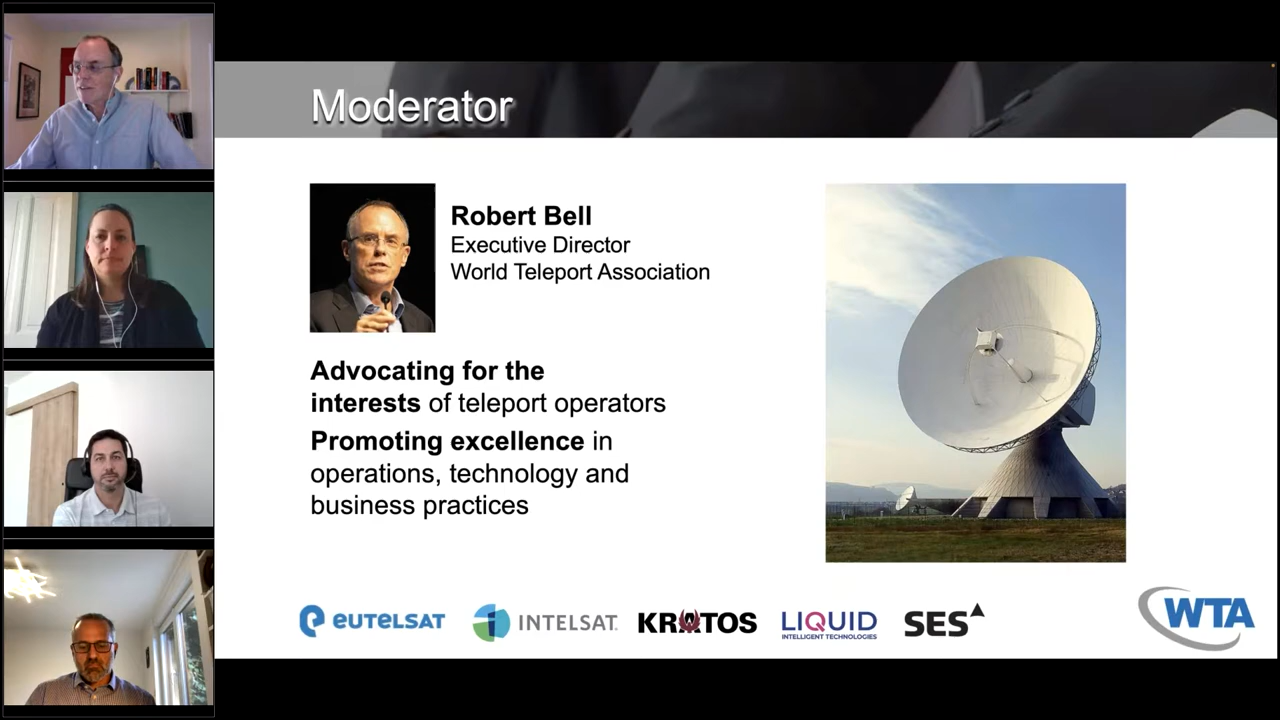 Moderator
Robert Bell
Executive Director
World Teleport Association
Advocating for the
interests of teleport operators
Promoting excellence in
operations, technology and
business practices
EUTELSAT
INTELSAT.
KRATOS
LIQUID
INTELLIGENT TECHNOLOGIES
SES
WTA